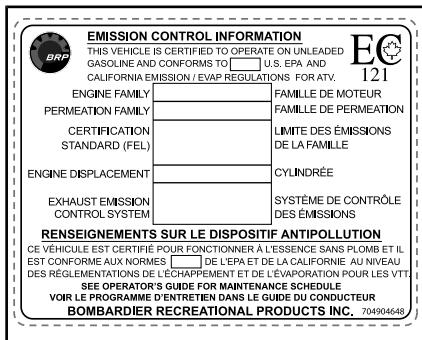 EMISSION CONTROL INFORMATION
THIS VEHICLE IS CERTIFIED TO OPERATE ON UNLEADED
GASOLINE AND CONFORMS TO U.S. EPA AND
CALIFORNIA EMISSION / EVAP REGULATIONS FOR ATV.
BRP
EC
121
ENGINE FAMILY FAMILLE DE MOTEUR
PERMEATION FAMILY FAMILLE DE PERMEATION
CERTIFICATION LIMITE DES ÉMISSIONS
STANDARD (FEL) DE LA FAMILLE
ENGINE DISPLACEMENT CYLINDRÉE
EXHAUST EMISSION SYSTÈME DE CONTRÔLE
CONTROL SYSTEM DES ÉMISSIONS
RENSEIGNEMENTS SUR LE DISPOSITIF ANTIPOLLUTION
CE VÉHICULE EST CERTIFIÉ POUR FONCTIONNER À L'ESSENCE SANS PLOMB ET IL
EST CONFORME AUX NORMES DE L'EPA ET DE LA CALIFORNIE AU NIVEAU
DES RÉGLEMENTATIONS DE L'ÉCHAPPEMENT ET DE L'ÉVAPORATION POUR LES VTT.
SEE OPERATOR'S GUIDE FOR MAINTENANCE SCHEDULE
VOIR LE PROGRAMME D'ENTRETIEN DANS LE GUIDE DU CONDUCTEUR
BOMBARDIER RECREATIONAL PRODUCTS INC. 704904648